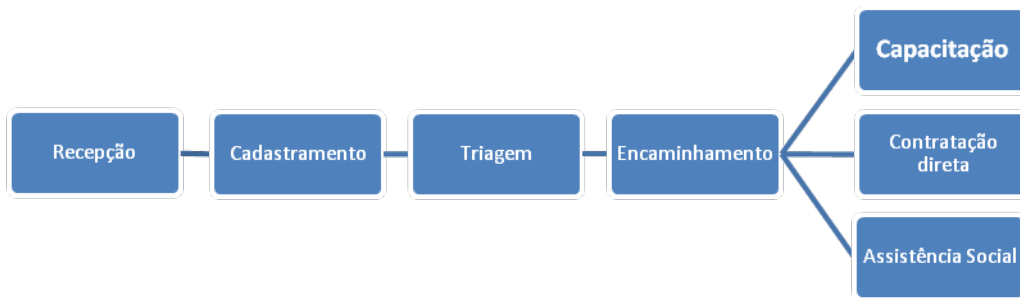 Recepção
Cadastramento
Triagem
Encaminhamento
Capacitação
Contratação
direta
Assistência Social